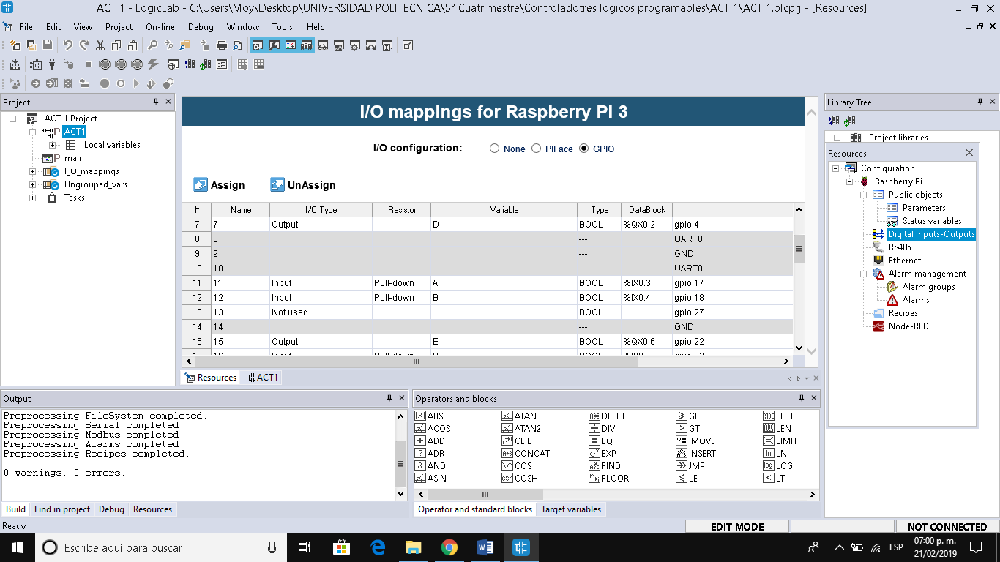 ACT 1 - LogicLab - C:\Users\Moy\Desktop\UNIVERSIDAD POLITECNICA\5° Cuatrimestre\Controladotres logicos programables\ACT 1\ACT 1.plcprj - [Resources]
File Edit View Project On-line Debug Window Tools Help
Project
ACT 1 Project
ACT1
Local variables
main
I_O_mappings
Ungrouped_vars
Tasks
I/O mappings for Raspberry PI 3
I/O configuration: None PIFace GPIO
Assign UnAssign
# Name I/O Type Resistor Variable Type DataBlock
7 7 Output D BOOL %QX0.2 gpio 4
8 8 --- UART0
9 9 --- GND
10 10 --- UART0
11 11 Input Pull-down A BOOL %IX0.3 gpio 17
12 12 Input Pull-down B BOOL %IX0.4 gpio 18
13 13 Not used BOOL gpio 27
14 14 --- GND
15 15 Output E BOOL %QX0.6 gpio 22
Resources ACT1
Library Tree
Project libraries
Resources
Configuration
Raspberry Pi
Public objects
Parameters
Status variables
Digital Inputs-Outputs
RS485
Ethernet
Alarm management
Alarm groups
Alarms
Recipes
Node-RED
Output
Preprocessing FileSystem completed.
Preprocessing Serial completed.
Preprocessing Modbus completed.
Preprocessing Alarms completed.
Preprocessing Recipes completed.
0 warnings, 0 errors.
Build Find in project Debug Resources
Operators and blocks
ABS ATAN DELETE GE LEFT
ACOS ATAN2 DIV GT LEN
ADD CEIL EQ IMOVE LIMIT
ADR CONCAT EXP INSERT LN
AND COS FIND JMP LOG
ASIN COSH FLOOR LE LT
Operator and standard blocks Target variables
Ready EDIT MODE ---- NOT CONNECTED
Escribe aquí para buscar
ESP
07:00 p. m.
21/02/2019